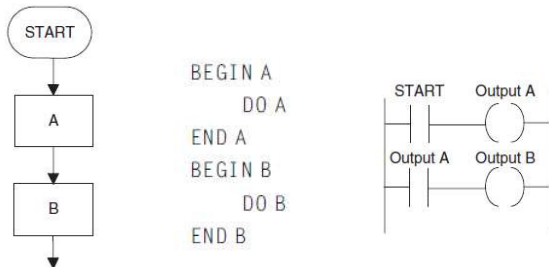 START
A
B
BEGIN A
DO A
END A
BEGIN B
DO B
END B
START Output A
Output A Output B